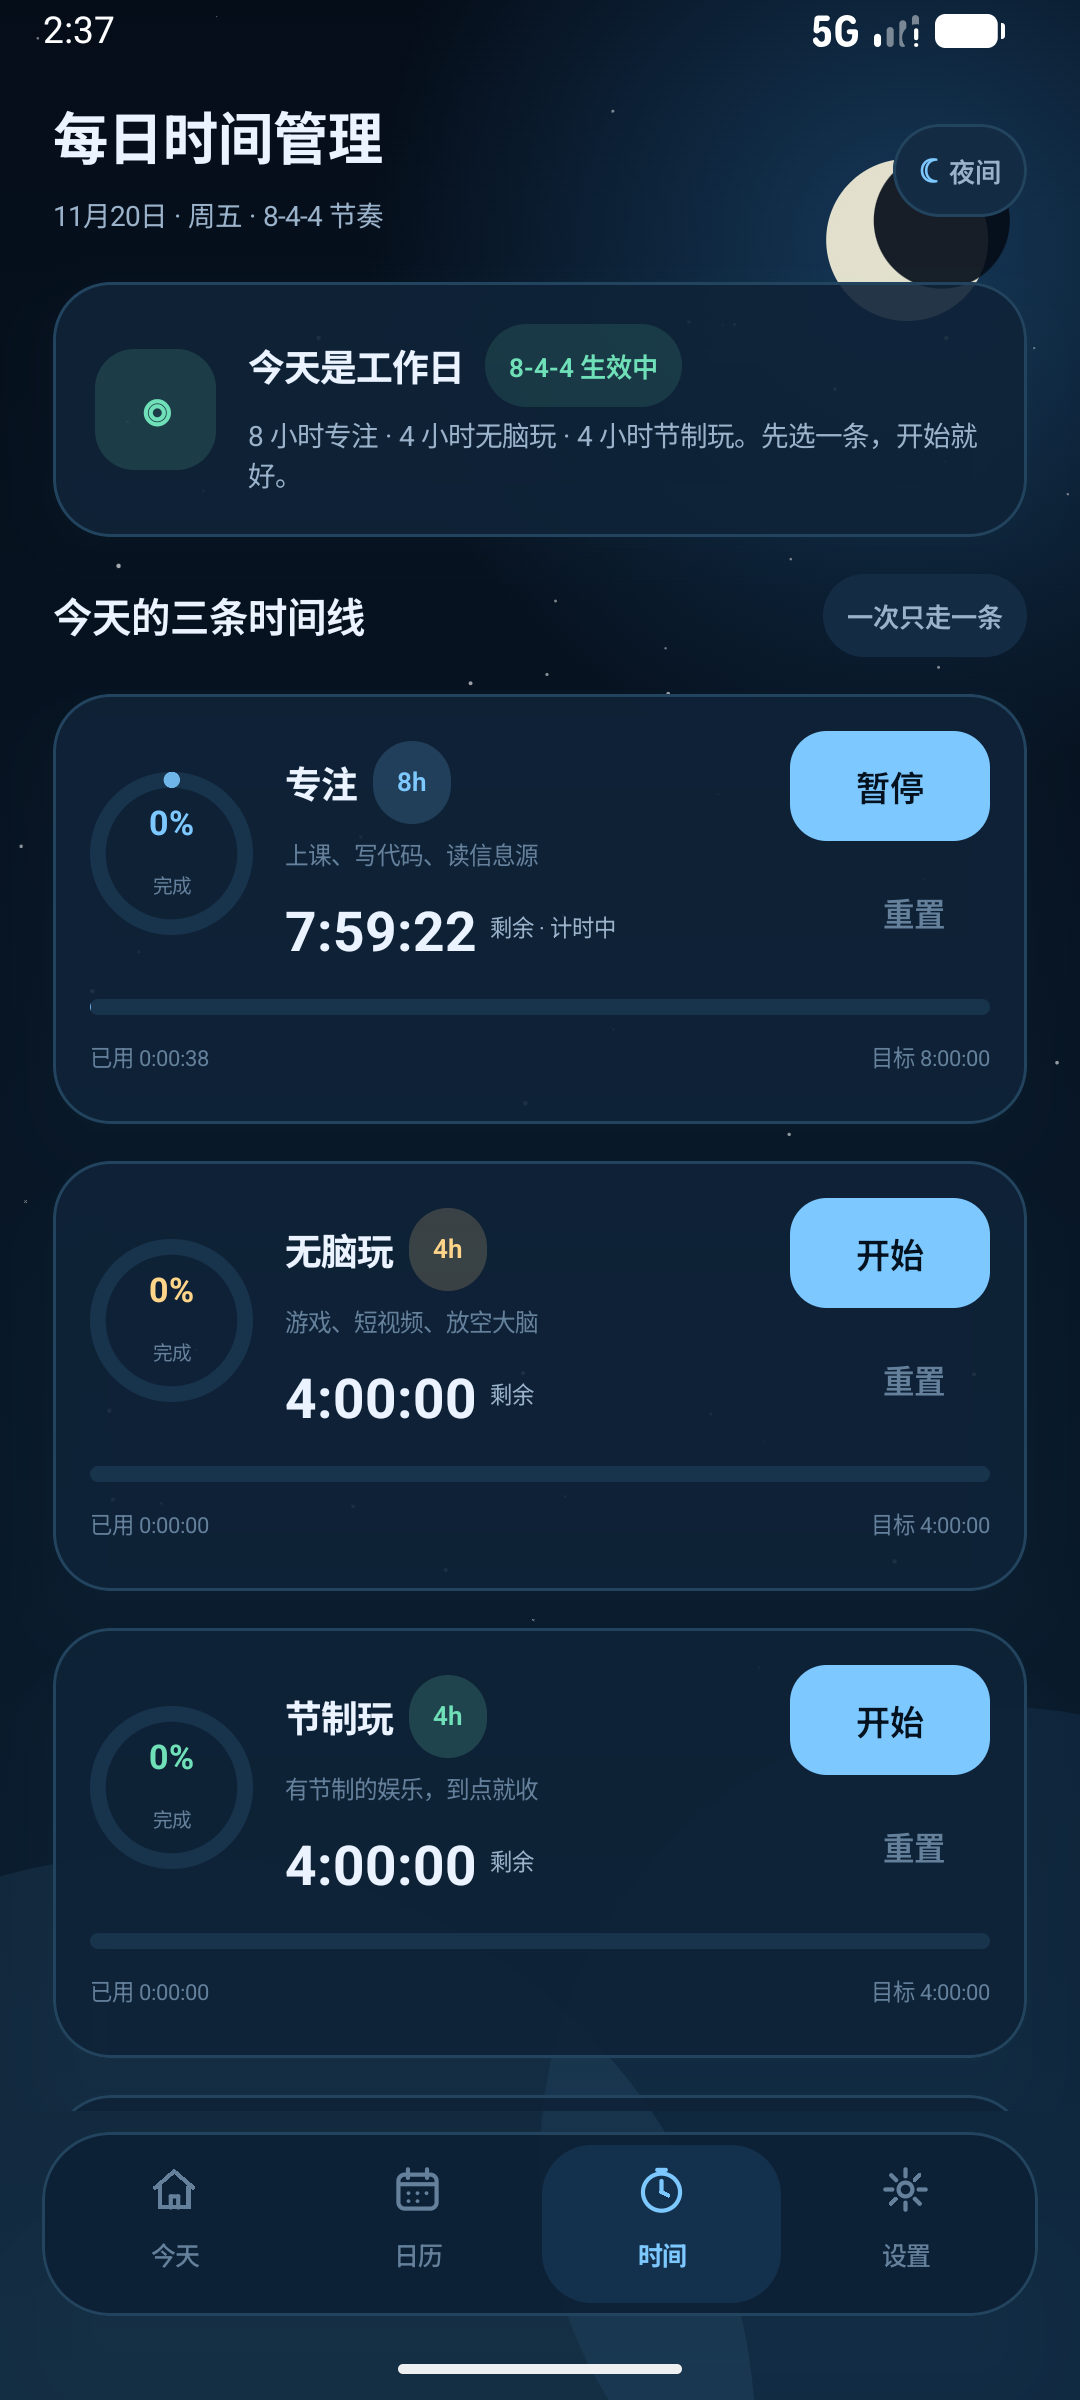 2:37
5G
每日时间管理
11月20日 · 周五 · 8-4-4 节奏
夜间
今天是工作日
8-4-4 生效中
8 小时专注 · 4 小时无脑玩 · 4 小时节制玩。先选一条，开始就
好。
今天的三条时间线
一次只走一条
0%
完成
专注
8h
上课、写代码、读信息源
7:59:22 剩余 · 计时中
暂停
重置
已用 0:00:38
目标 8:00:00
0%
完成
无脑玩
4h
游戏、短视频、放空大脑
4:00:00 剩余
开始
重置
已用 0:00:00
目标 4:00:00
0%
完成
节制玩
4h
有节制的娱乐，到点就收
4:00:00 剩余
开始
重置
已用 0:00:00
目标 4:00:00
今天
日历
时间
设置